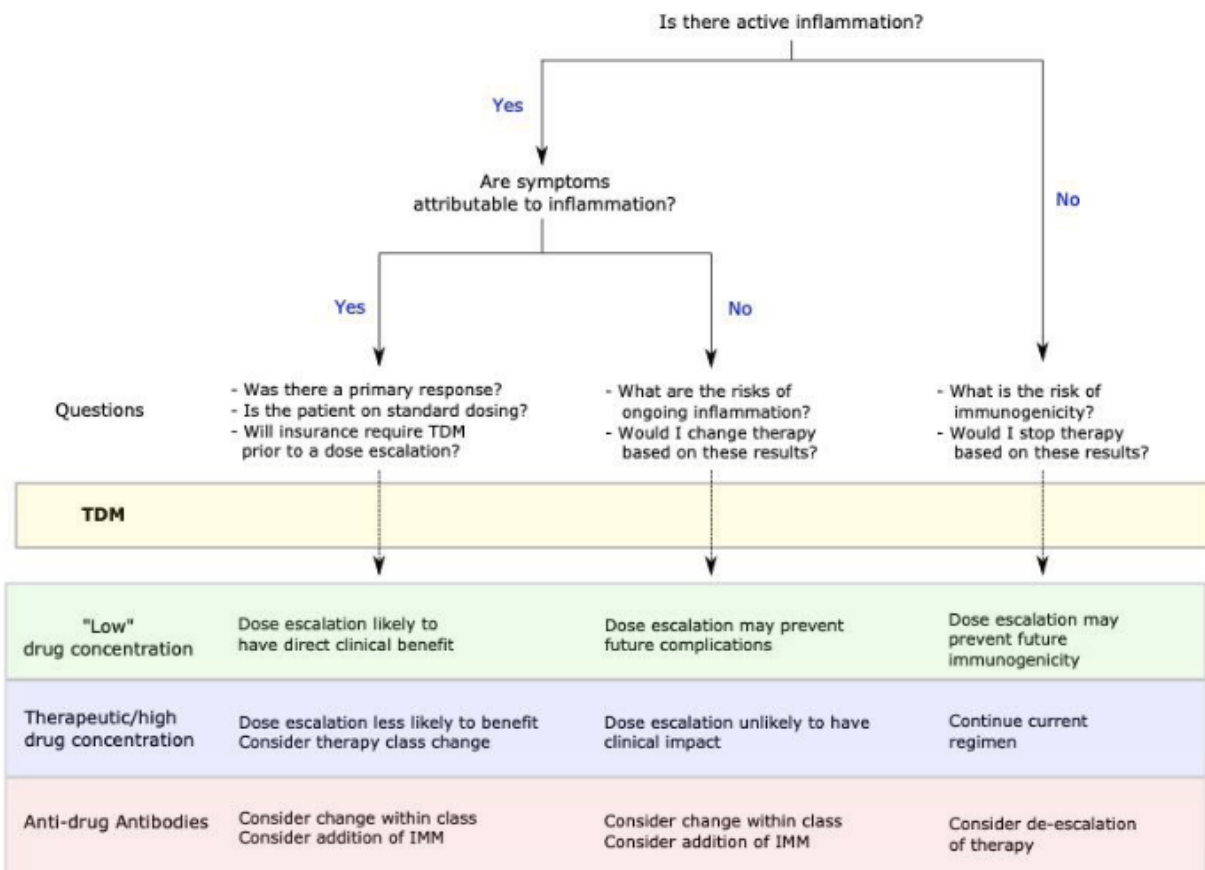 Is there active inflammation?
Yes
Are symptoms
attributable to inflammation?
No
Yes
No
Questions
- Was there a primary response?
- Is the patient on standard dosing?
- Will insurance require TDM
prior to a dose escalation?
- What are the risks of
ongoing inflammation?
- Would I change therapy
based on these results?
- What is the risk of
immunogenicity?
- Would I stop therapy
based on these results?
TDM
"Low"
drug concentration
Dose escalation likely to
have direct clinical benefit
Dose escalation may prevent
future complications
Dose escalation may
prevent future
immunogenicity
Therapeutic/high
drug concentration
Dose escalation less likely to benefit
Consider therapy class change
Dose escalation unlikely to have
clinical impact
Continue current
regimen
Anti-drug Antibodies
Consider change within class
Consider addition of IMM
Consider change within class
Consider addition of IMM
Consider de-escalation
of therapy